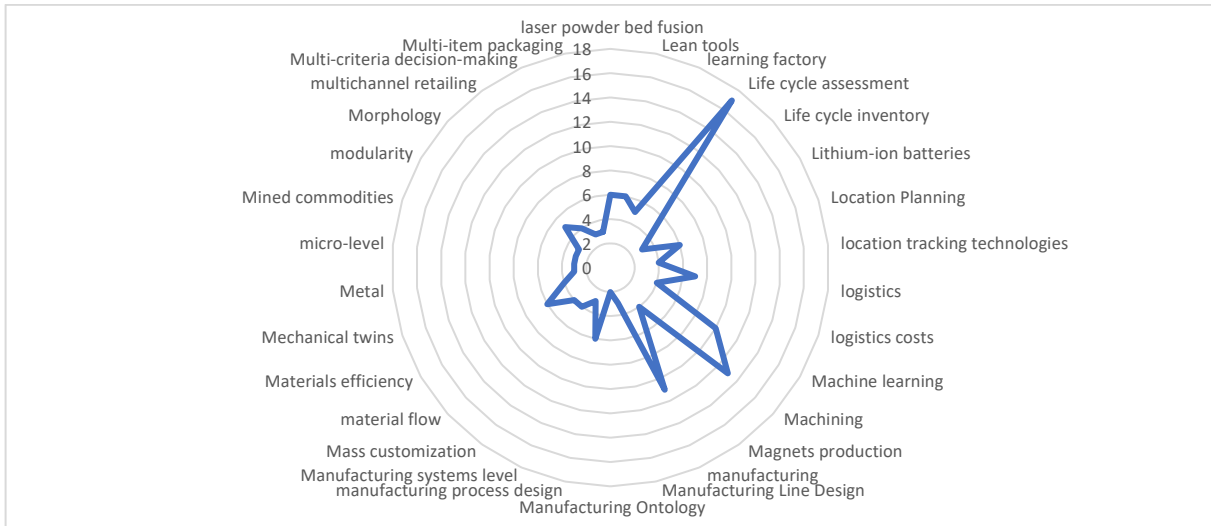 laser powder bed fusion
Lean tools
learning factory
Life cycle assessment
Life cycle inventory
Lithium-ion batteries
Location Planning
location tracking technologies
logistics
logistics costs
Machine learning
Machining
Magnets production
manufacturing
Manufacturing Line Design
Manufacturing Ontology
manufacturing process design
Manufacturing systems level
Mass customization
material flow
Materials efficiency
Mechanical twins
Metal
micro-level
Mined commodities
modularity
Morphology
multichannel retailing
Multi-criteria decision-making
Multi-item packaging
18
16
14
12
10
8
6
4
2
0